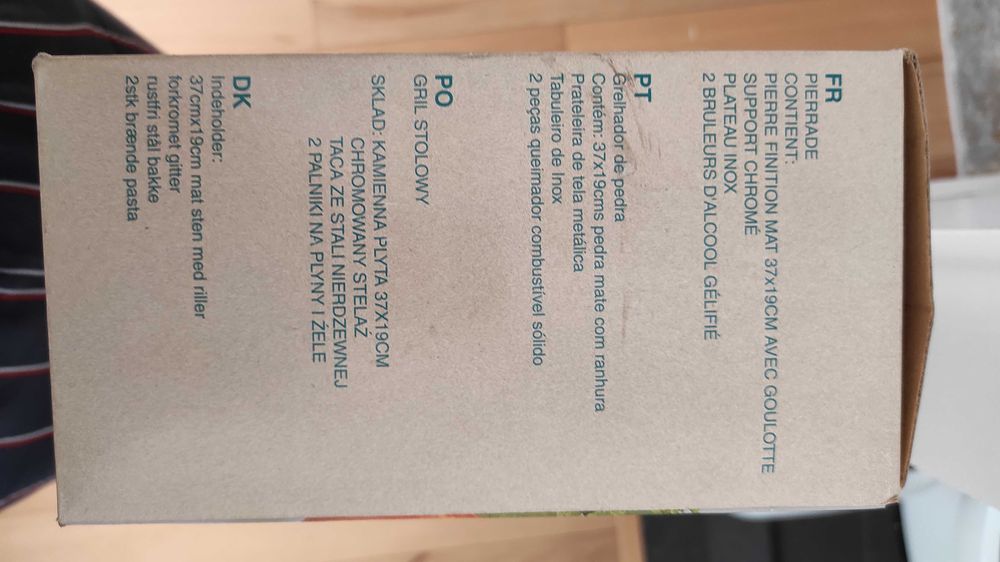 FR
PIERRADE
CONTIENT:
PIERRE FINITION MAT 37x19CM AVEC GOULOTTE
SUPPORT CHROMÉ
PLATEAU INOX
2 BRULEURS D'ALCOOL GÉLIFIÉ
PT
Grelhador de pedra
Contém: 37x19cms pedra mate com ranhura
Prateleira de tela metálica
Tabuleiro de Inox
2 peças queimador combustível sólido
PO
GRIL STOLOWY
SKLAD: KAMIENNA PLYTA 37X19CM
CHROMOWANY STELAŻ
TACA ZE STALI NIERDZEWNEJ
2 PALNIKI NA PLYNY I ŻELE
DK
Indeholder:
37cmx19cm mat sten med riller
forkromet gitter
rustfri stål bakke
2stk brænde pasta